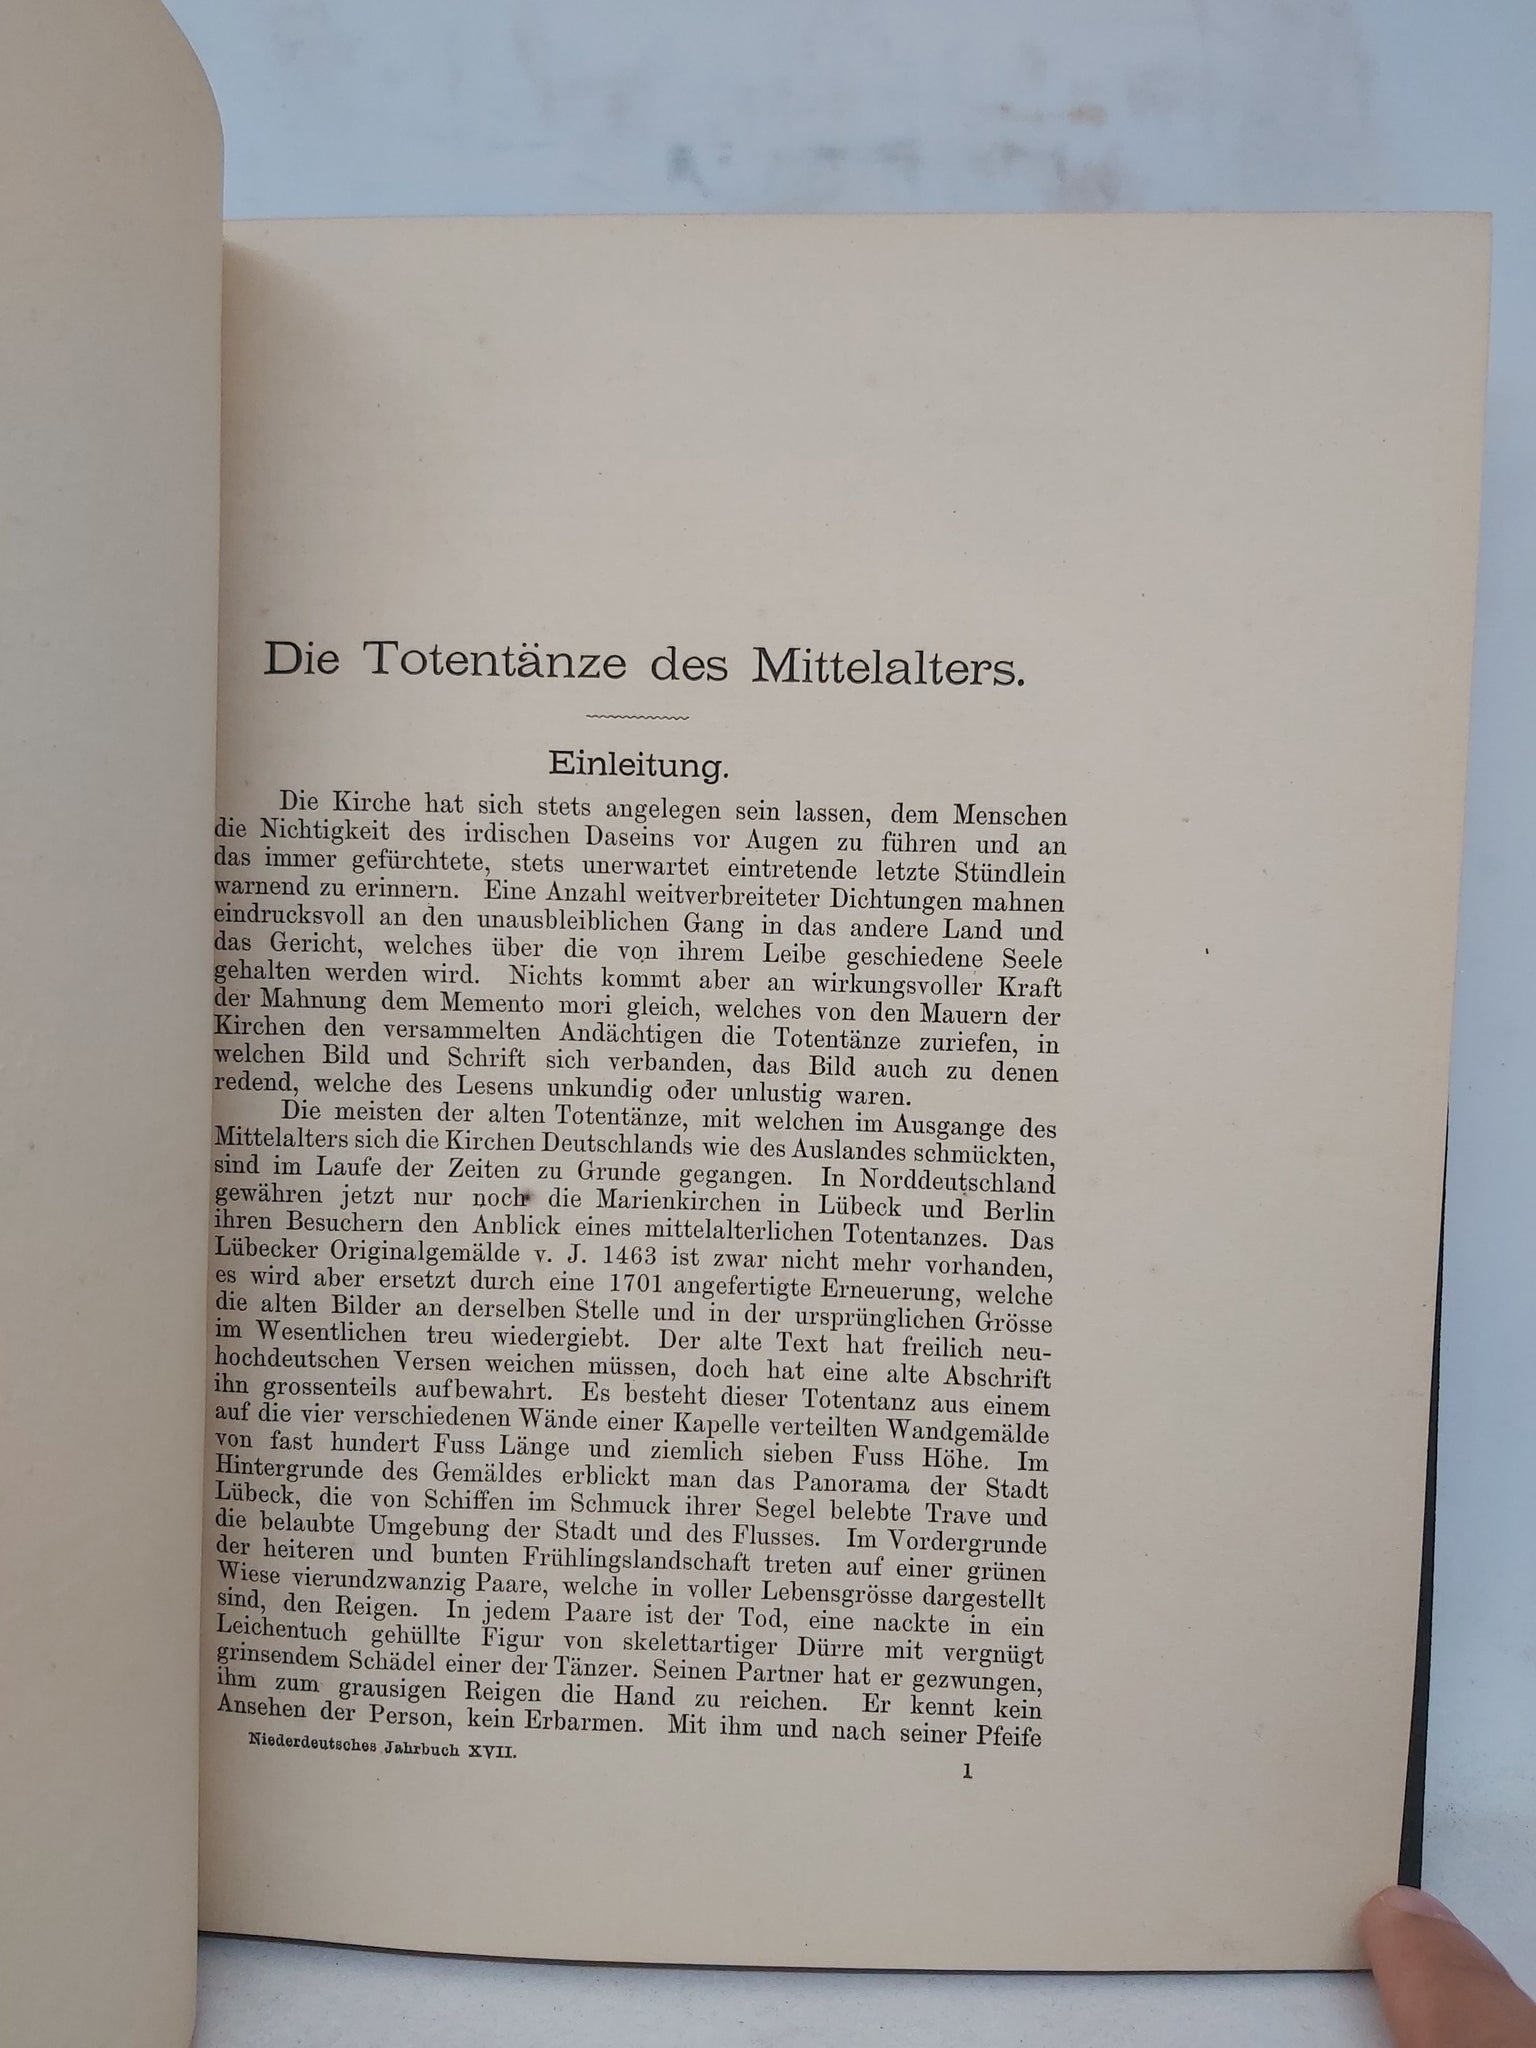 Die Totentänze des Mittelalters.
Einleitung.
Die Kirche hat sich stets angelegen sein lassen, dem Menschen
die Nichtigkeit des irdischen Daseins vor Augen zu führen und an
das immer gefürchtete, stets unerwartet eintretende letzte Stündlein
warnend zu erinnern. Eine Anzahl weitverbreiteter Dichtungen mahnen
eindrucksvoll an den unausbleiblichen Gang in das andere Land und
das Gericht, welches über die von ihrem Leibe geschiedene Seele
gehalten werden wird. Nichts kommt aber an wirkungsvoller Kraft
der Mahnung dem Memento mori gleich, welches von den Mauern der
Kirchen den versammelten Andächtigen die Totentänze zuriefen, in
welchen Bild und Schrift sich verbanden, das Bild auch zu denen
redend, welche des Lesens unkundig oder unlustig waren.
Die meisten der alten Totentänze, mit welchen im Ausgange des
Mittelalters sich die Kirchen Deutschlands wie des Auslandes schmückten,
sind im Laufe der Zeiten zu Grunde gegangen. In Norddeutschland
gewähren jetzt nur noch die Marienkirchen in Lübeck und Berlin
ihren Besuchern den Anblick eines mittelalterlichen Totentanzes. Das
Lübecker Originalgemälde v. J. 1463 ist zwar nicht mehr vorhanden,
es wird aber ersetzt durch eine 1701 angefertigte Erneuerung, welche
die alten Bilder an derselben Stelle und in der ursprünglichen Grösse
im Wesentlichen treu wiedergiebt. Der alte Text hat freilich neu-
hochdeutschen Versen weichen müssen, doch hat eine alte Abschrift
ihn grossenteils aufbewahrt. Es besteht dieser Totentanz aus einem
auf die vier verschiedenen Wände einer Kapelle verteilten Wandgemälde
von fast hundert Fuss Länge und ziemlich sieben Fuss Höhe. Im
Hintergrunde des Gemäldes erblickt man das Panorama der Stadt
Lübeck, die von Schiffen im Schmuck ihrer Segel belebte Trave und
die belaubte Umgebung der Stadt und des Flusses. Im Vordergrunde
der heiteren und bunten Frühlingslandschaft treten auf einer grünen
Wiese vierundzwanzig Paare, welche in voller Lebensgrösse dargestellt
sind, den Reigen. In jedem Paare ist der Tod, eine nackte in ein
Leichentuch gehüllte Figur von skelettartiger Dürre mit vergnügt
grinsendem Schädel einer der Tänzer. Seinen Partner hat er gezwungen,
ihm zum grausigen Reigen die Hand zu reichen. Er kennt kein
Ansehen der Person, kein Erbarmen. Mit ihm und nach seiner Pfeife
Niederdeutsches Jahrbuch XVII.
1